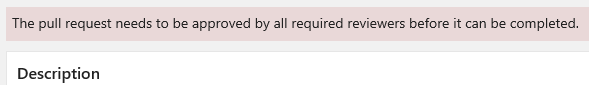 The pull request needs to be approved by all required reviewers before it can be completed.
Description